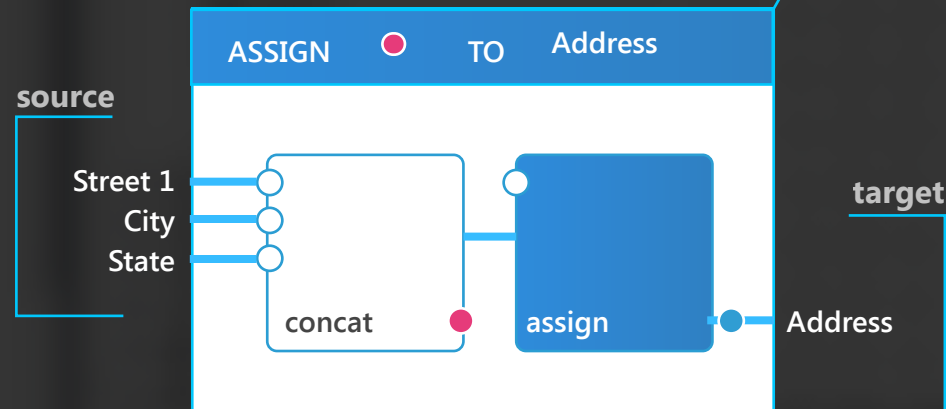 ASSIGN TO Address
source
Street 1
City
State
target
concat
assign
Address